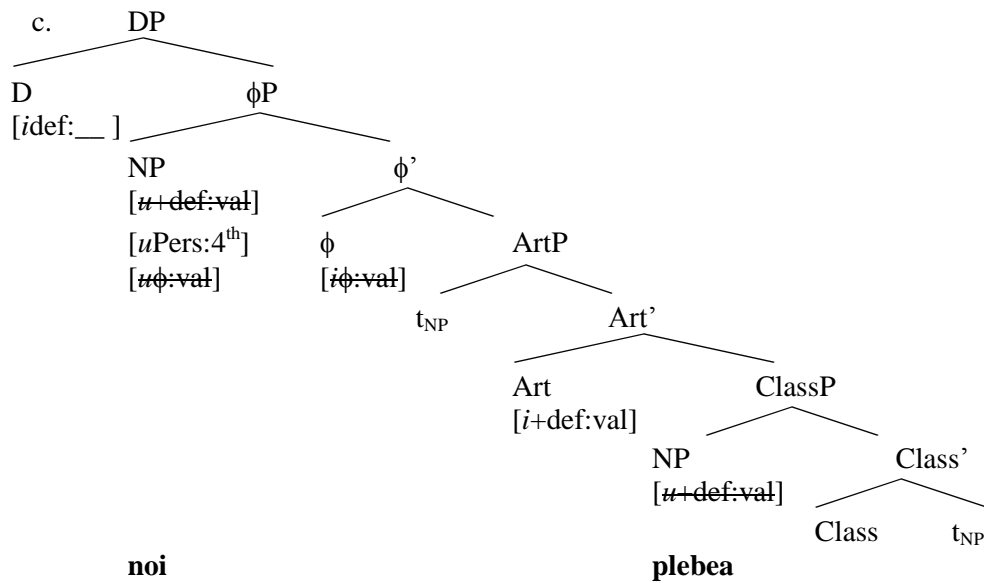 c. DP
D ϕP
[idef:__ ]
NP ϕ’
[u+def:val]
[uPers:4th] ϕ ArtP
[uϕ:val] [iϕ:val]
tNP Art’
Art ClassP
[i+def:val]
NP Class’
[u+def:val]
Class tNP
noi plebea